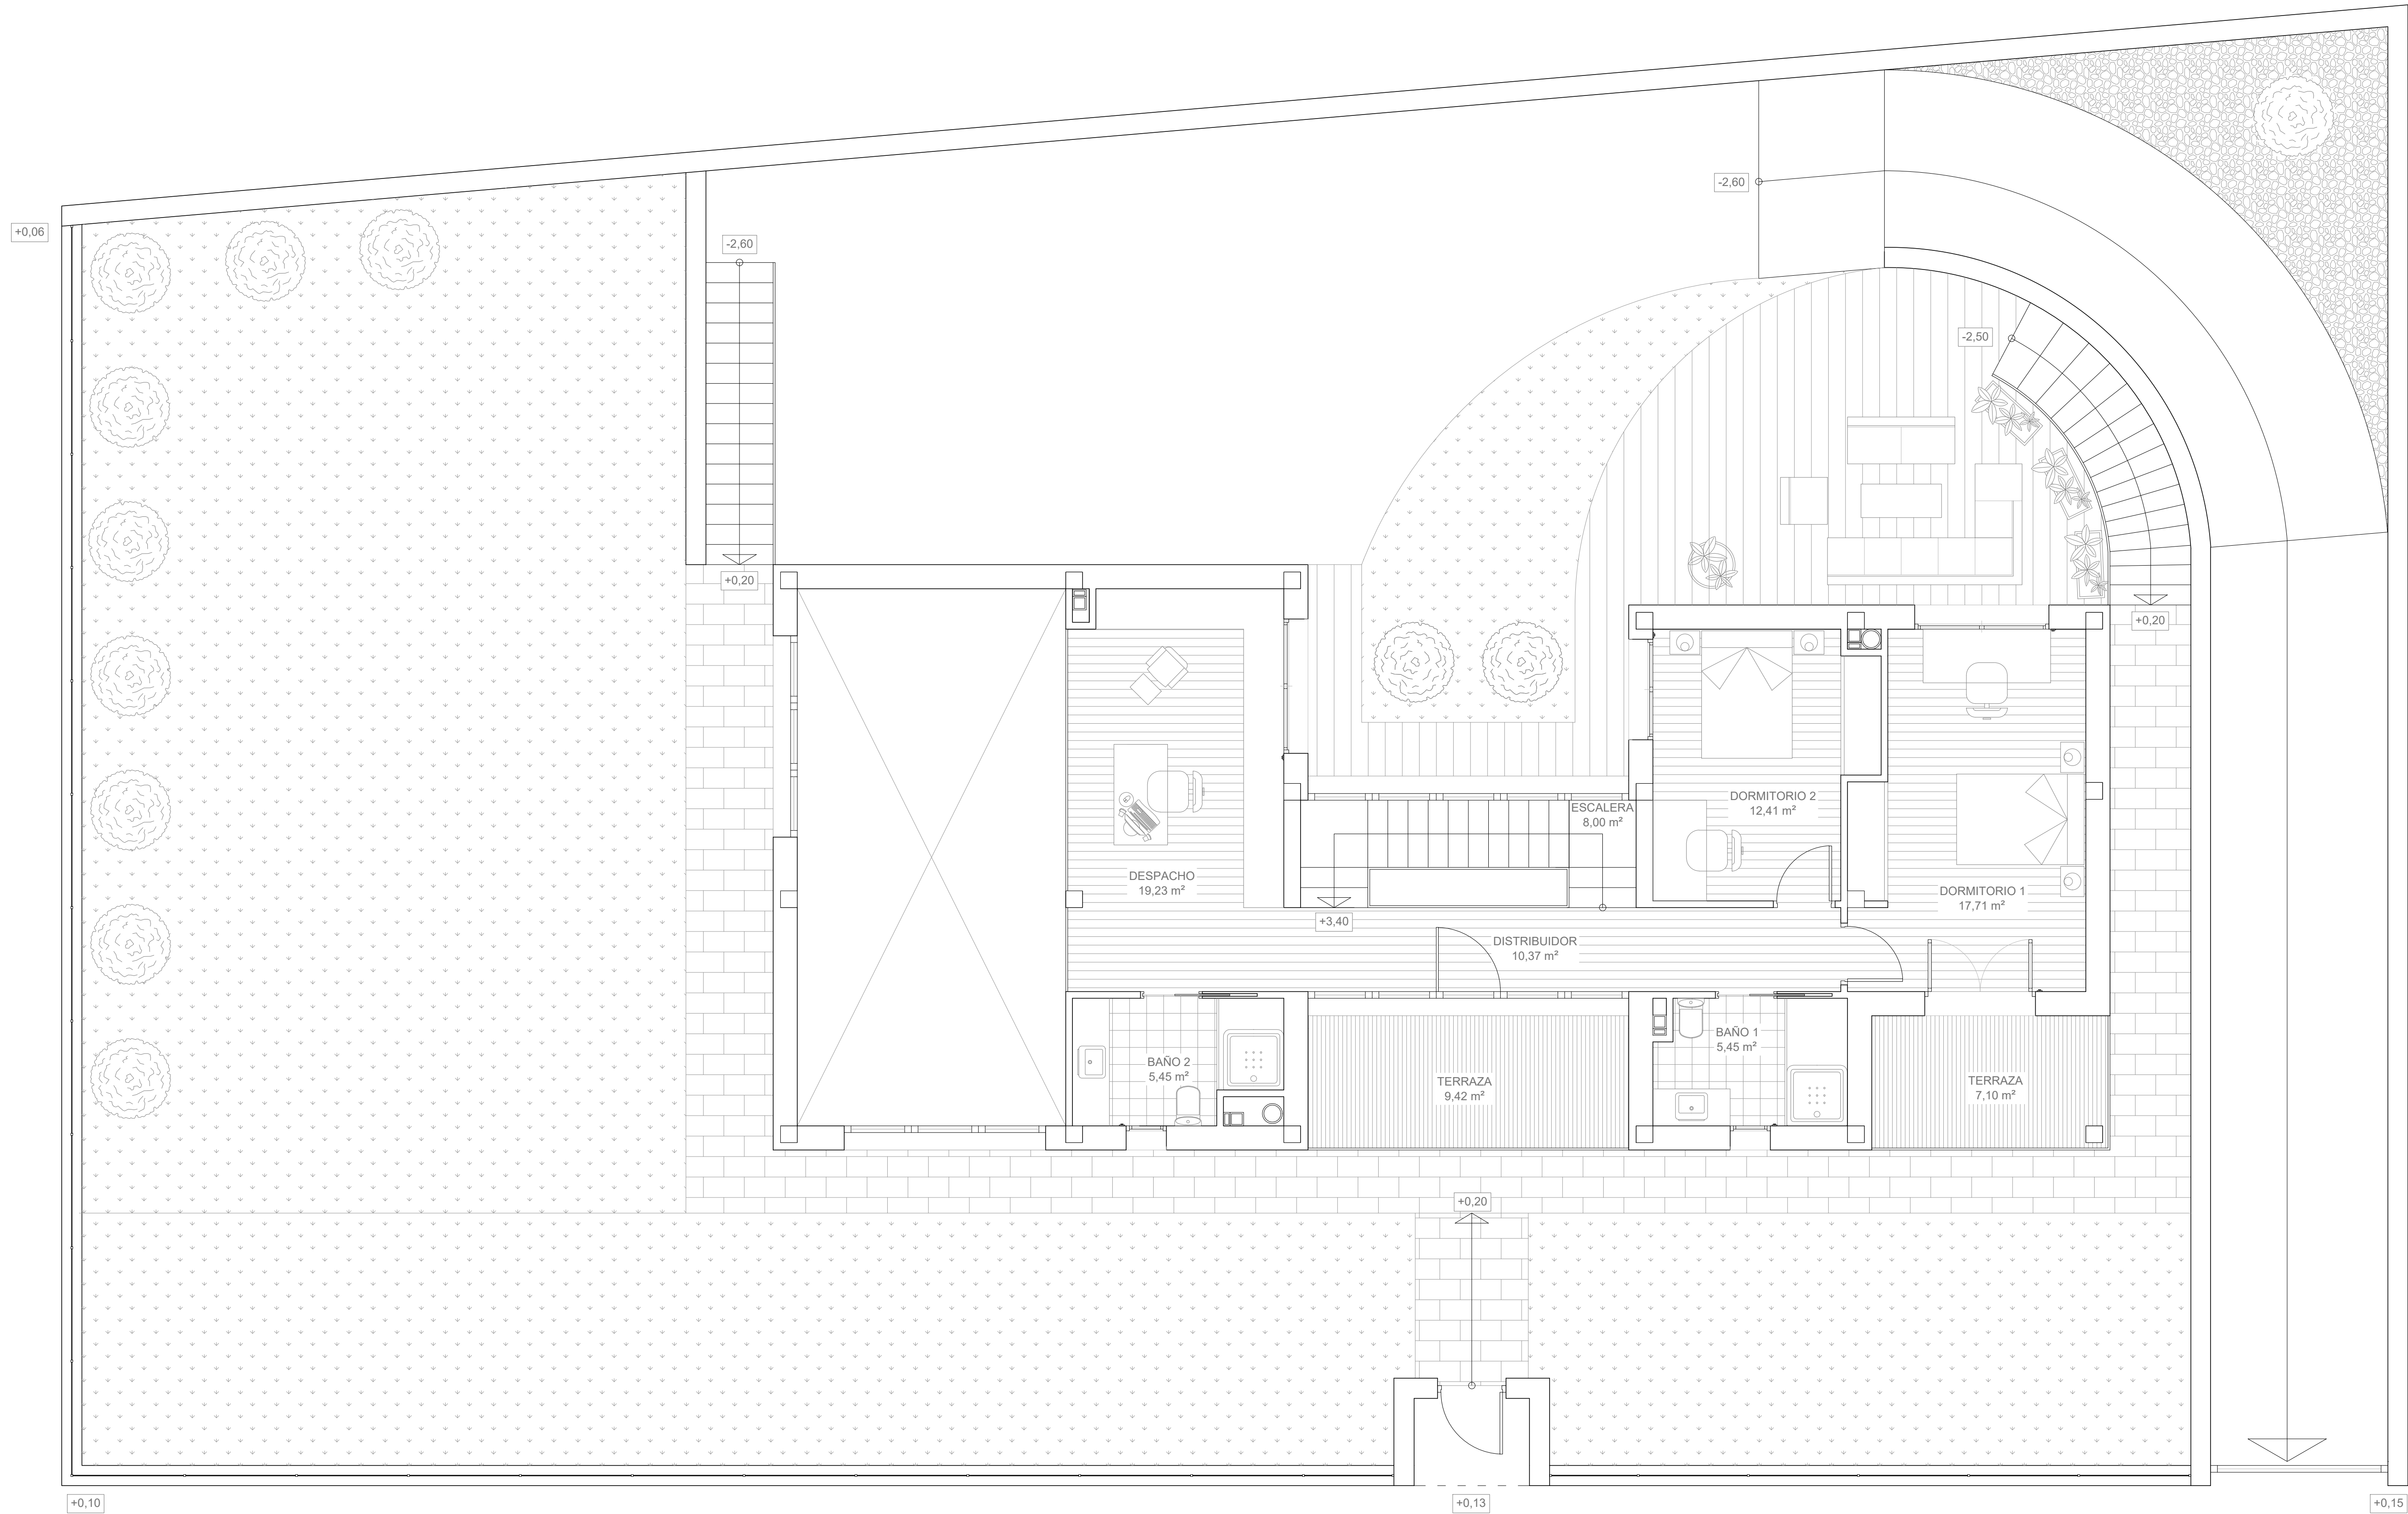 -2,60
+0,06
-2,60
-2,50
+0,20
+0,20
DORMITORIO 2
12,41 m²
ESCALERA
8,00 m²
DESPACHO
19,23 m²
DORMITORIO 1
17,71 m²
+3,40
DISTRIBUIDOR
10,37 m²
BAÑO 1
5,45 m²
BAÑO 2
5,45 m²
TERRAZA
9,42 m²
TERRAZA
7,10 m²
+0,20
+0,10
+0,13
+0,15